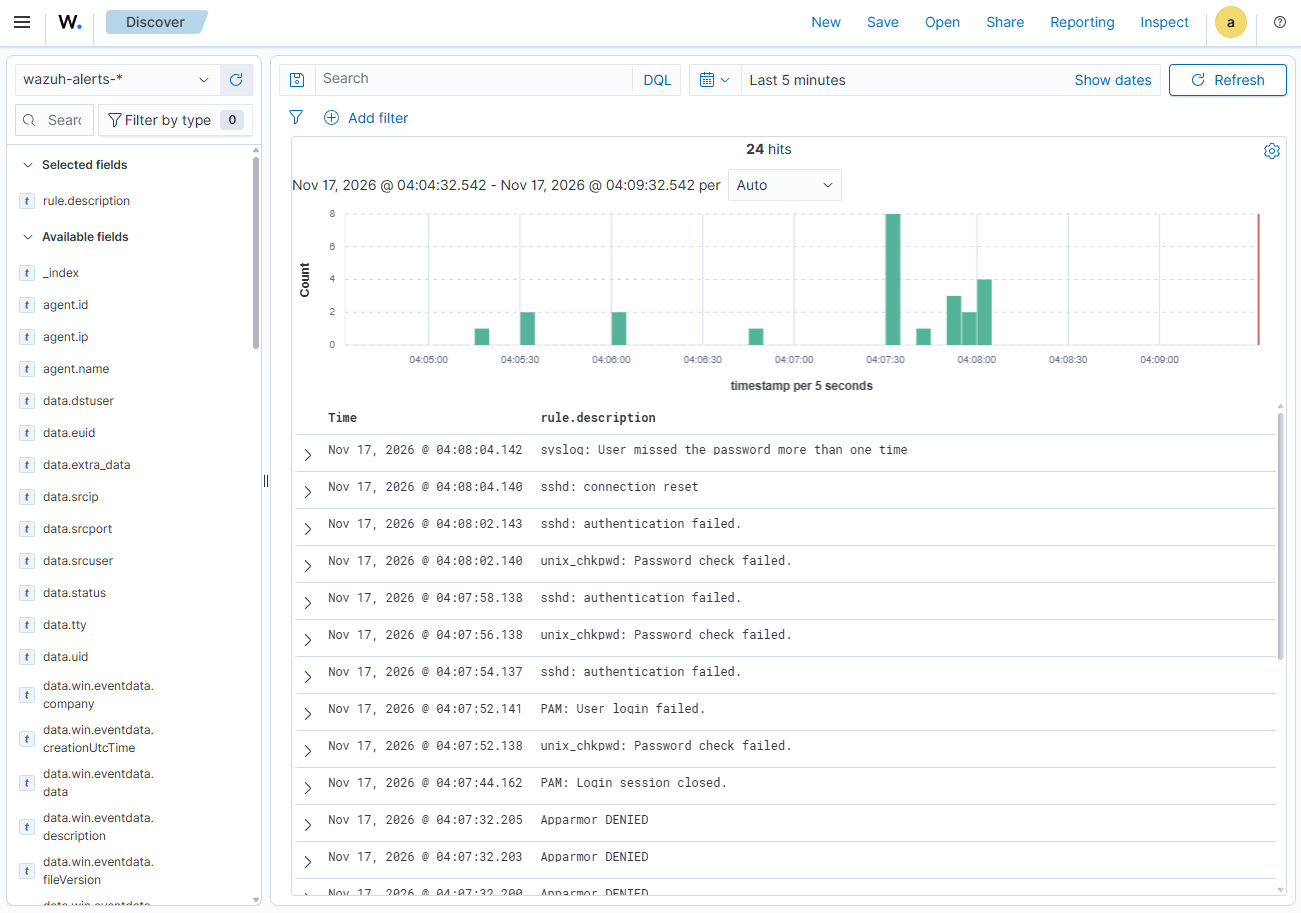 W.
Discover
New
Save
Open
Share
Reporting
Inspect
a
wazuh-alerts-*
Search
DQL
Last 5 minutes
Show dates
Refresh
Searc
Filter by type 0
Add filter
Selected fields
t rule.description
Available fields
t _index
t agent.id
t agent.ip
t agent.name
t data.dstuser
t data.euid
t data.extra_data
t data.srcip
t data.srcport
t data.srcuser
t data.status
t data.tty
t data.uid
t data.win.eventdata.
company
t data.win.eventdata.
creationUtcTime
t data.win.eventdata.
data
t data.win.eventdata.
description
t data.win.eventdata.
fileVersion
data.win.eventdata.
24 hits
Nov 17, 2026 @ 04:04:32.542 - Nov 17, 2026 @ 04:09:32.542 per Auto
Count
8
6
4
2
0
04:05:00 04:05:30 04:06:00 04:06:30 04:07:00 04:07:30 04:08:00 04:08:30 04:09:00
timestamp per 5 seconds
Time rule.description
Nov 17, 2026 @ 04:08:04.142 syslog: User missed the password more than one time
Nov 17, 2026 @ 04:08:04.140 sshd: connection reset
Nov 17, 2026 @ 04:08:02.143 sshd: authentication failed.
Nov 17, 2026 @ 04:08:02.140 unix_chkpwd: Password check failed.
Nov 17, 2026 @ 04:07:58.138 sshd: authentication failed.
Nov 17, 2026 @ 04:07:56.138 unix_chkpwd: Password check failed.
Nov 17, 2026 @ 04:07:54.137 sshd: authentication failed.
Nov 17, 2026 @ 04:07:52.141 PAM: User login failed.
Nov 17, 2026 @ 04:07:52.138 unix_chkpwd: Password check failed.
Nov 17, 2026 @ 04:07:44.162 PAM: Login session closed.
Nov 17, 2026 @ 04:07:32.205 Apparmor DENIED
Nov 17, 2026 @ 04:07:32.203 Apparmor DENIED
Nov 17, 2026 @ 04:07:32.200 Apparmor DENIED